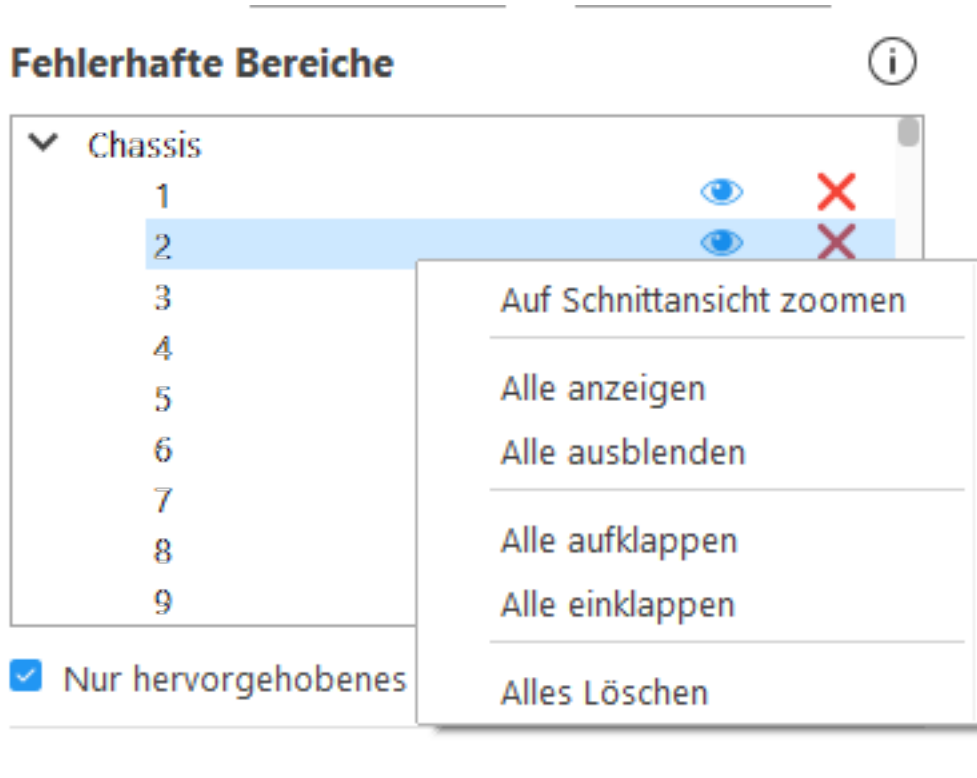 Fehlerhafte Bereiche
Chassis
1
2
3
Auf Schnittansicht zoomen
4
5
Alle anzeigen
6
Alle ausblenden
7
8
Alle aufklappen
9
Alle einklappen
Nur hervorgehobenes
Alles Löschen